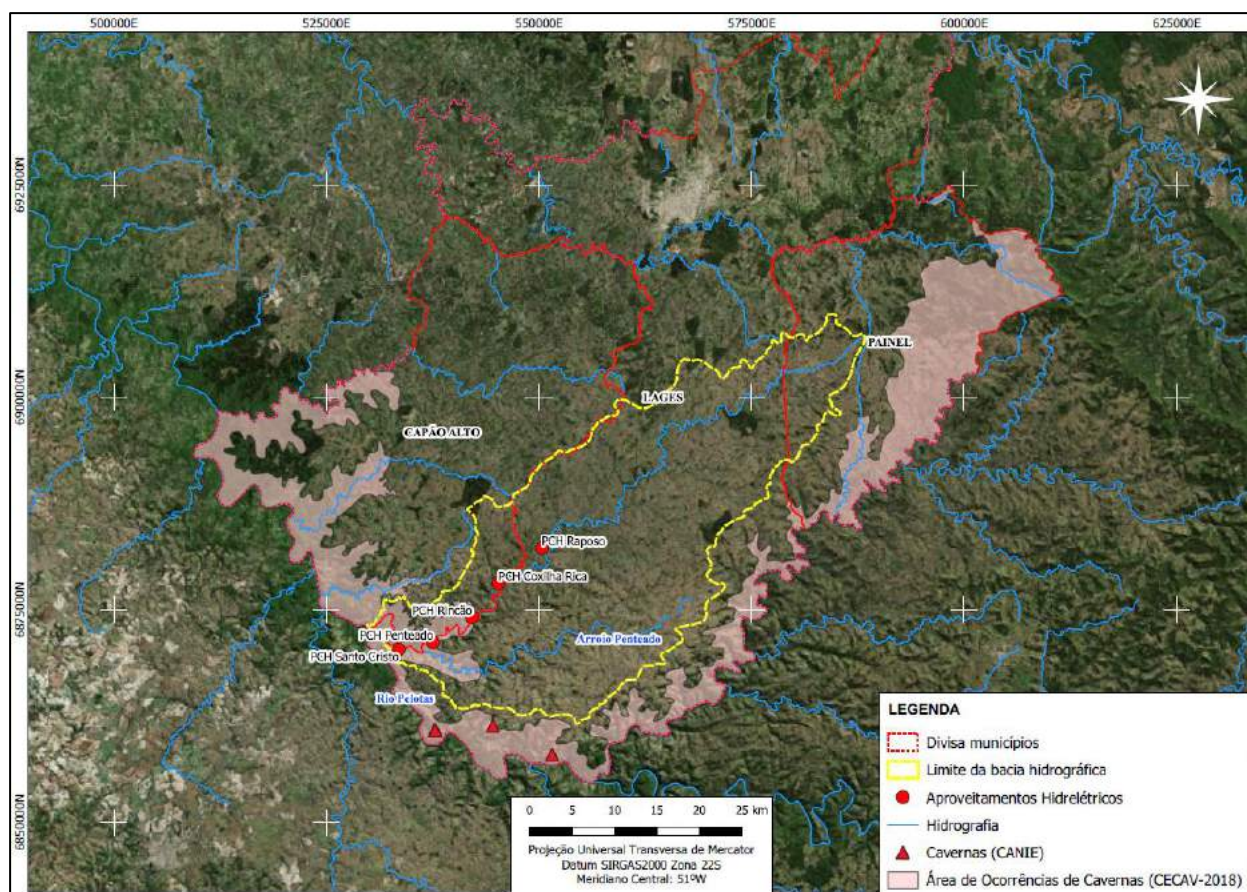 500000E 525000E 550000E 575000E 600000E 625000E
6925000N
6900000N
6875000N
6850000N
PAINEL
LAGES
CAPÃO ALTO
PCH Raposo
PCH Coxilha Rica
PCH Rincão
PCH Penteado
Arroio Penteado
PCH Santo Cristo
Rio Pelotas
LEGENDA
Divisa municípios
Limite da bacia hidrográfica
Aproveitamentos Hidrelétricos
Hidrografia
Cavernas (CANIE)
Área de Ocorrências de Cavernas (CECAV-2018)
0 5 10 15 20 25 km
Projeção Universal Transversa de Mercator
Datum SIRGAS2000 Zona 22S
Meridiano Central: 51ºW